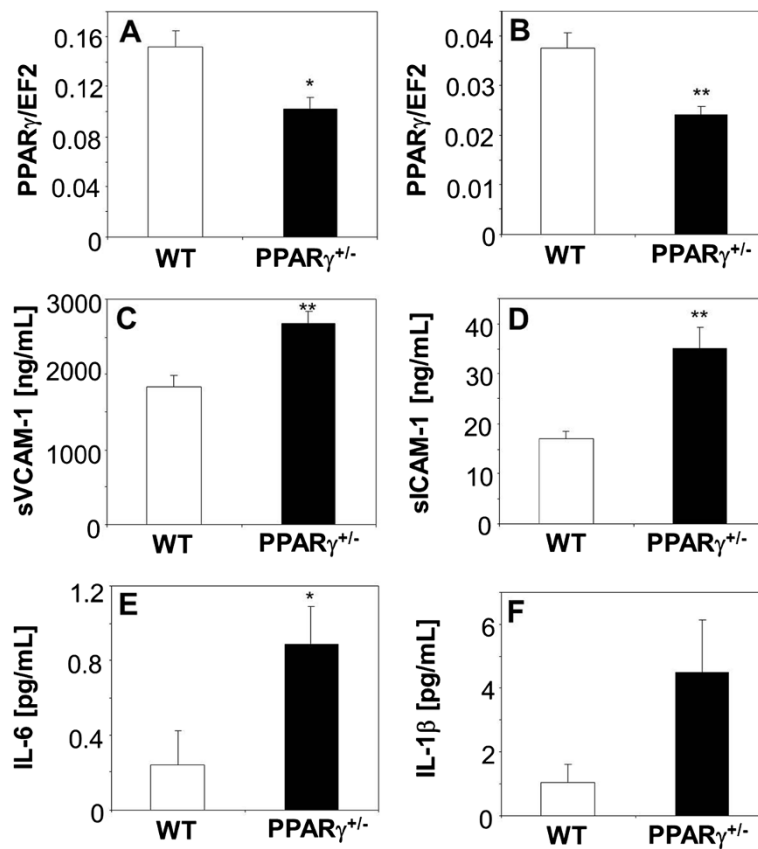 A
PPARγ/EF2
0.16
0.12
0.08
0.04
0
*
WT PPARγ+/-
B
PPARγ/EF2
0.04
0.03
0.02
0.01
0
**
WT PPARγ+/-
C
sVCAM-1 [ng/mL]
3000
2000
1000
0
**
WT PPARγ+/-
D
sICAM-1 [ng/mL]
40
30
20
10
0
**
WT PPARγ+/-
E
IL-6 [pg/mL]
1.2
0.8
0.4
0
*
WT PPARγ+/-
F
IL-1β [pg/mL]
6
4
2
0
WT PPARγ+/-